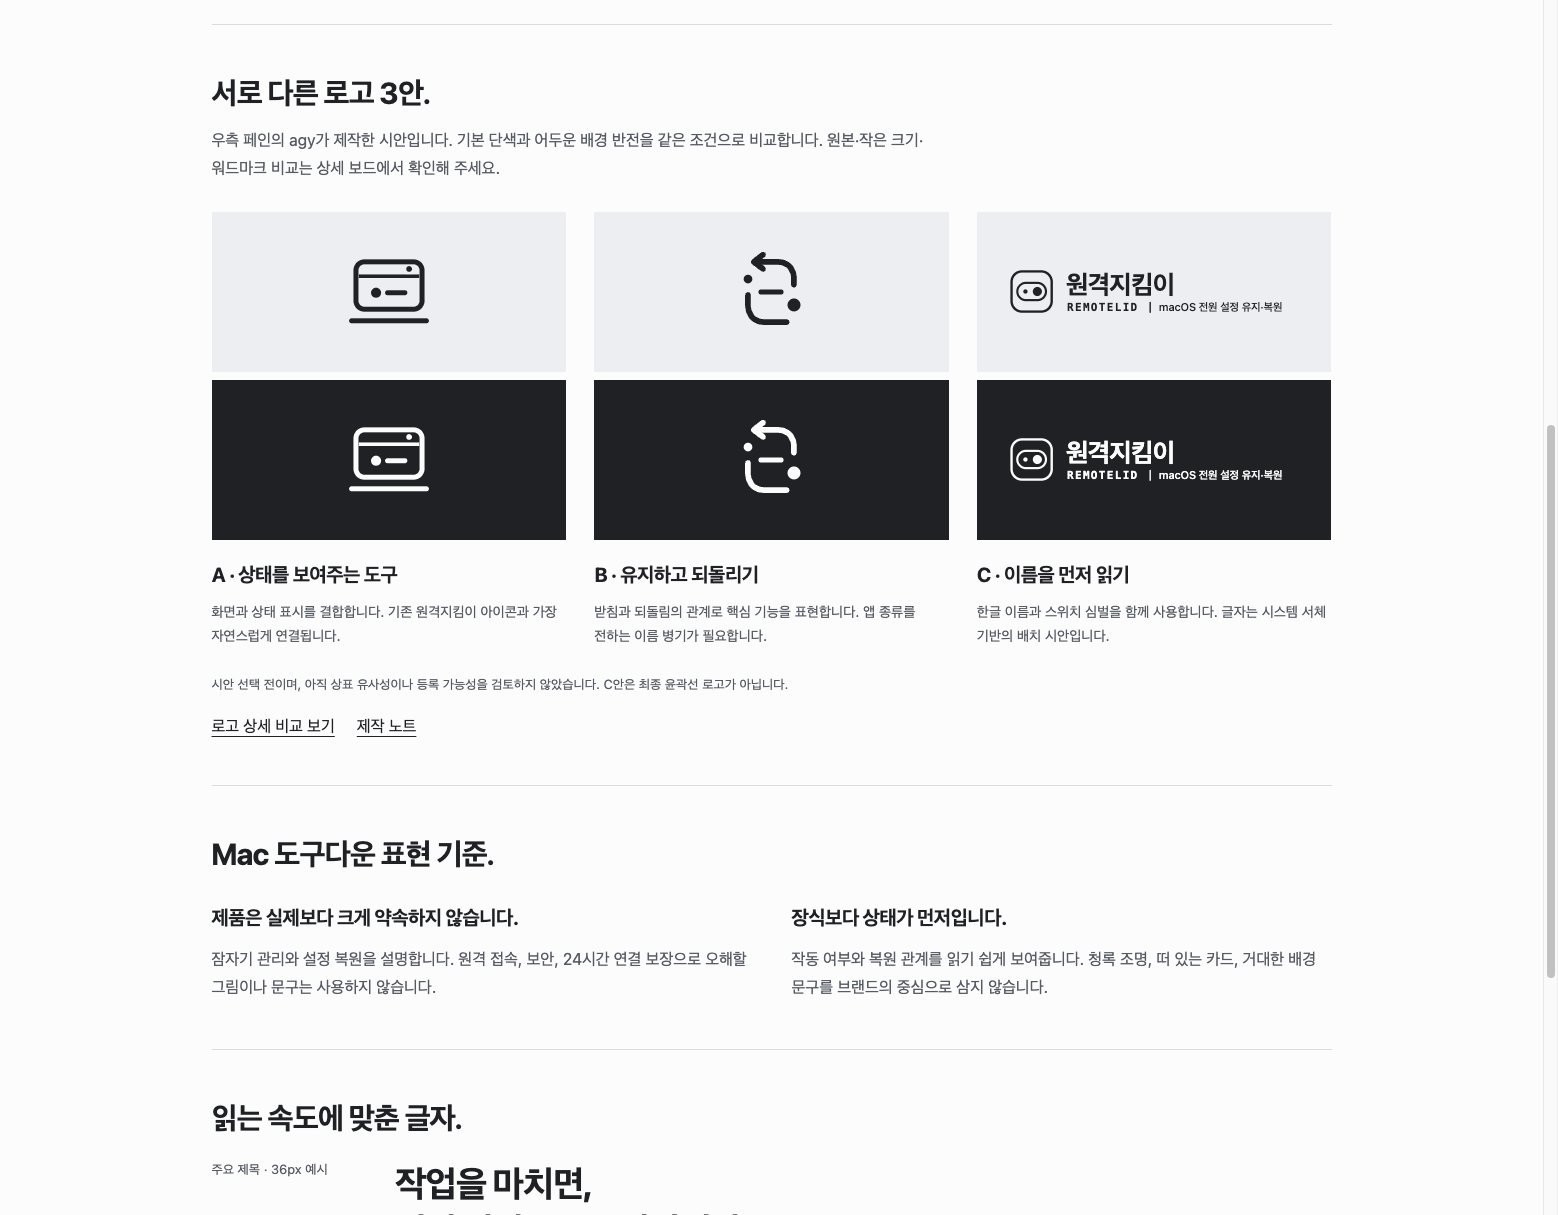 서로 다른 로고 3안.
우측 페인의 agy가 제작한 시안입니다. 기본 단색과 어두운 배경 반전을 같은 조건으로 비교합니다. 원본·작은 크기·
워드마크 비교는 상세 보드에서 확인해 주세요.
원격지킴이
REMOTELID | macOS 전원 설정 유지·복원
원격지킴이
REMOTELID | macOS 전원 설정 유지·복원
A · 상태를 보여주는 도구
화면과 상태 표시를 결합합니다. 기존 원격지킴이 아이콘과 가장
자연스럽게 연결됩니다.
B · 유지하고 되돌리기
받침과 되돌림의 관계로 핵심 기능을 표현합니다. 앱 종류를
전하는 이름 병기가 필요합니다.
C · 이름을 먼저 읽기
한글 이름과 스위치 심벌을 함께 사용합니다. 글자는 시스템 서체
기반의 배치 시안입니다.
시안 선택 전이며, 아직 상표 유사성이나 등록 가능성을 검토하지 않았습니다. C안은 최종 윤곽선 로고가 아닙니다.
로고 상세 비교 보기 제작 노트
Mac 도구다운 표현 기준.
제품은 실제보다 크게 약속하지 않습니다.
잠자기 관리와 설정 복원을 설명합니다. 원격 접속, 보안, 24시간 연결 보장으로 오해할
그림이나 문구는 사용하지 않습니다.
장식보다 상태가 먼저입니다.
작동 여부와 복원 관계를 읽기 쉽게 보여줍니다. 청록 조명, 떠 있는 카드, 거대한 배경
문구를 브랜드의 중심으로 삼지 않습니다.
읽는 속도에 맞춘 글자.
주요 제목 · 36px 예시
작업을 마치면,